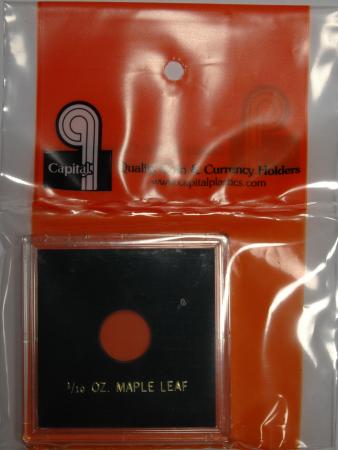 Capital
Quality Coin & Currency Holders
www.capitalplastics.com
1/10 OZ. MAPLE LEAF